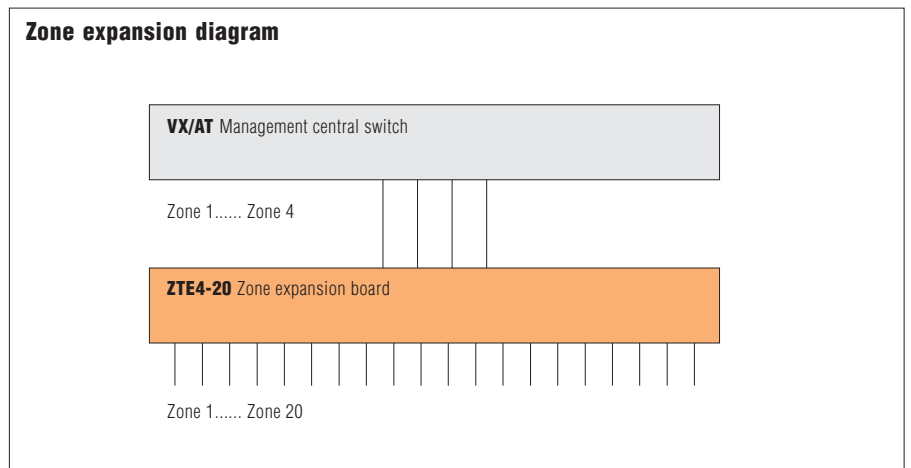 Zone expansion diagram
VX/AT Management central switch
Zone 1...... Zone 4
ZTE4-20 Zone expansion board
Zone 1...... Zone 20